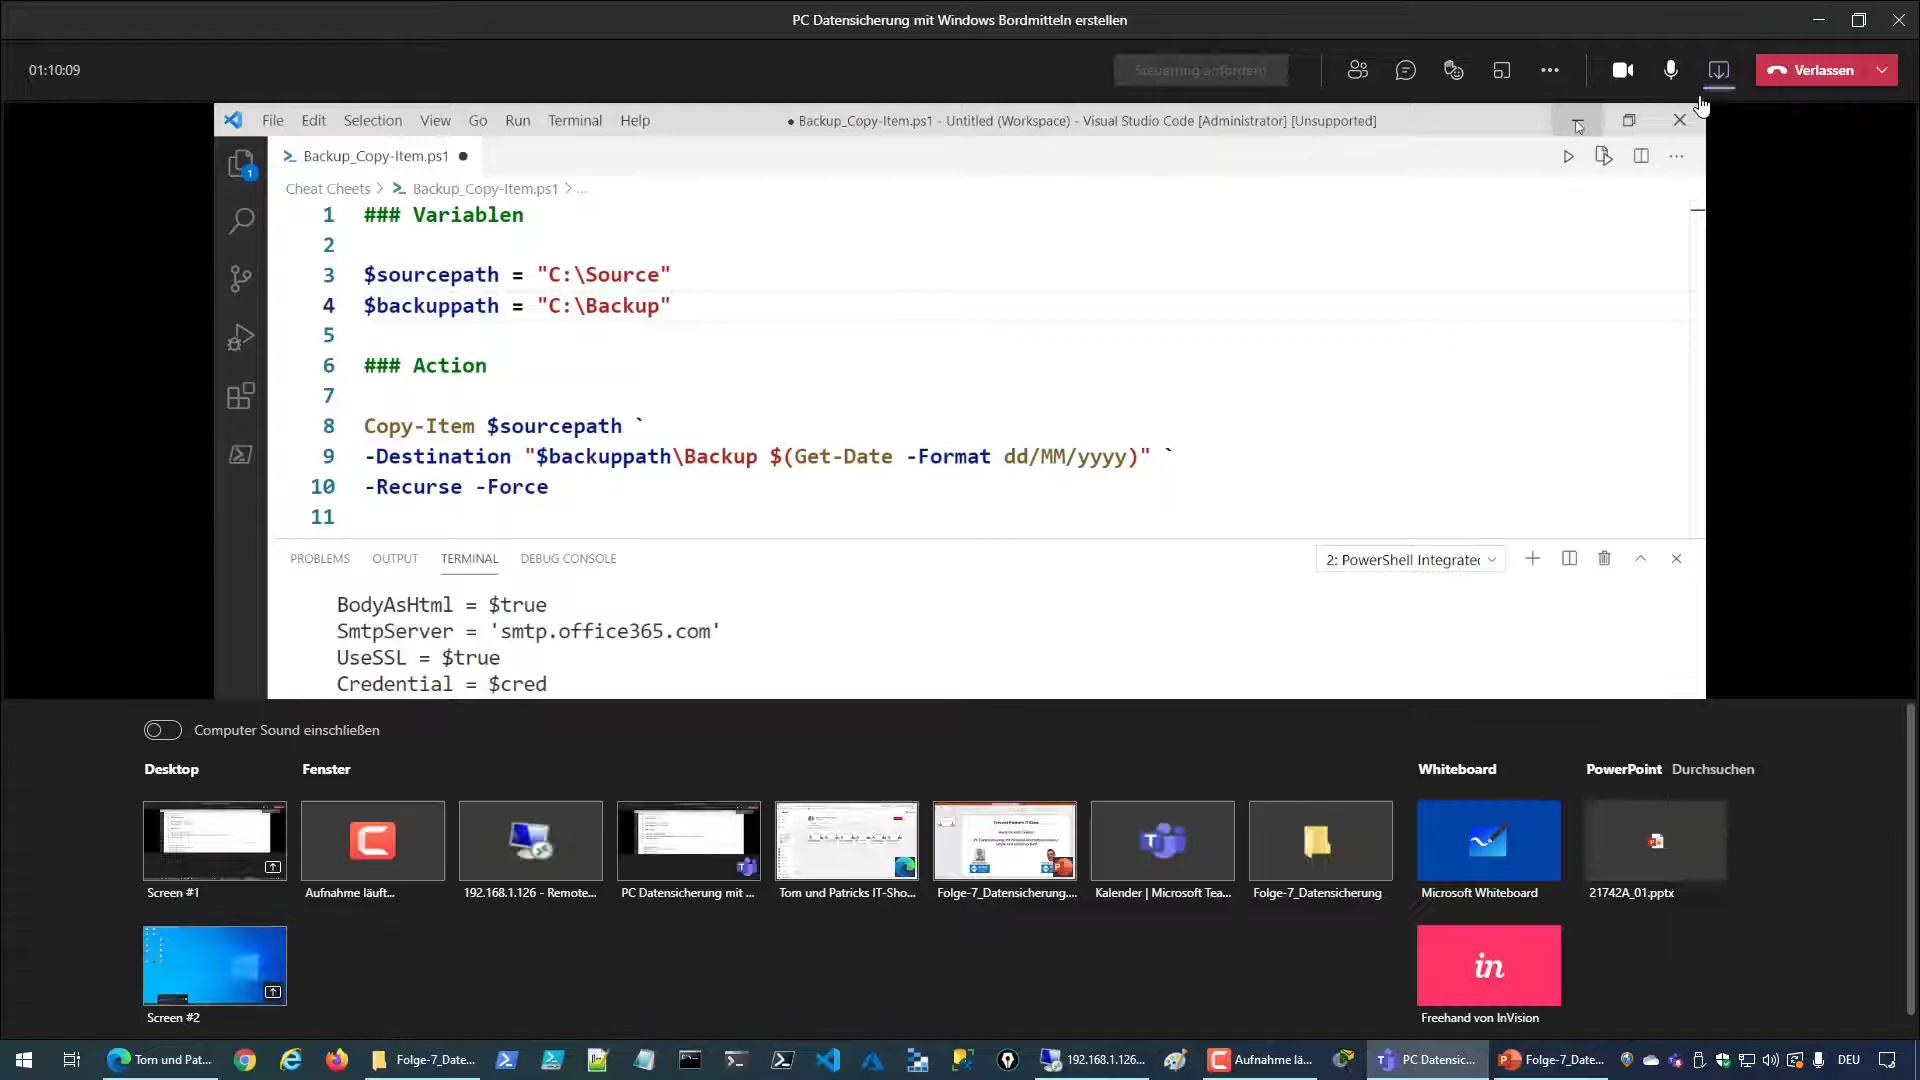 PC Datensicherung mit Windows Bordmitteln erstellen
01:10:09
Steuerung anfordern
Verlassen
File Edit Selection View Go Run Terminal Help
● Backup_Copy-Item.ps1 - Untitled (Workspace) - Visual Studio Code [Administrator] [Unsupported]
Backup_Copy-Item.ps1 ●
1
Cheat Cheets > Backup_Copy-Item.ps1 > ...
1 ### Variablen
2
3 $sourcepath = "C:\Source"
4 $backuppath = "C:\Backup"
5
6 ### Action
7
8 Copy-Item $sourcepath `
9 -Destination "$backuppath\Backup $(Get-Date -Format dd/MM/yyyy)" `
10 -Recurse -Force
11
PROBLEMS OUTPUT TERMINAL DEBUG CONSOLE
2: PowerShell Integrated
BodyAsHtml = $true
SmtpServer = 'smtp.office365.com'
UseSSL = $true
Credential = $cred
Computer Sound einschließen
Desktop Fenster Whiteboard PowerPoint Durchsuchen
Screen #1
Aufnahme läuft...
192.168.1.126 - Remote...
PC Datensicherung mit ...
Tom und Patricks IT-Sho...
Folge-7_Datensicherung....
Kalender | Microsoft Tea...
Folge-7_Datensicherung
Microsoft Whiteboard
21742A_01.pptx
in
Screen #2
Freehand von InVision
Tom und Pat...
Folge-7_Date...
192.168.1.126...
Aufnahme lä...
PC Datensic...
Folge-7_Date...
DEU